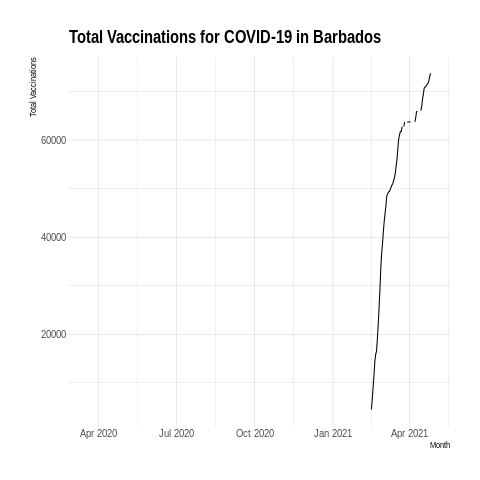 Total Vaccinations for COVID-19 in Barbados
Total Vaccinations
60000
40000
20000
Apr 2020 Jul 2020 Oct 2020 Jan 2021 Apr 2021
Month